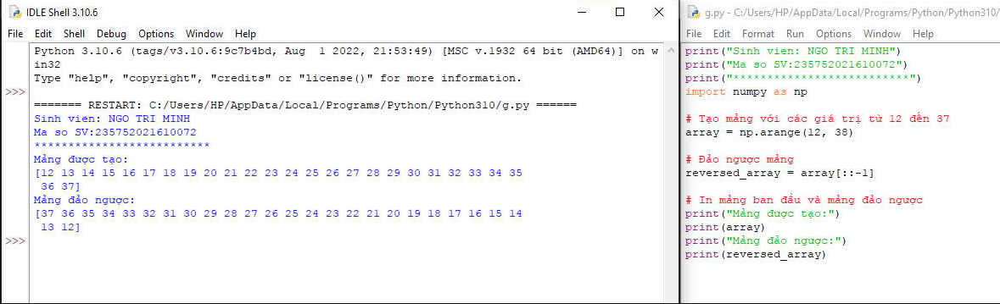 IDLE Shell 3.10.6
File Edit Shell Debug Options Window Help
Python 3.10.6 (tags/v3.10.6:9c7b4bd, Aug  1 2022, 21:53:49) [MSC v.1932 64 bit (AMD64)] on w
in32
Type "help", "copyright", "credits" or "license()" for more information.
>>>
======= RESTART: C:/Users/HP/AppData/Local/Programs/Python/Python310/g.py ======
Sinh vien: NGO TRI MINH
Ma so SV:235752021610072
**************************
Mảng được tạo:
[12 13 14 15 16 17 18 19 20 21 22 23 24 25 26 27 28 29 30 31 32 33 34 35
 36 37]
Mảng đảo ngược:
[37 36 35 34 33 32 31 30 29 28 27 26 25 24 23 22 21 20 19 18 17 16 15 14
 13 12]
>>>
g.py - C:/Users/HP/AppData/Local/Programs/Python/Python310/
File Edit Format Run Options Window Help
print("Sinh vien: NGO TRI MINH")
print("Ma so SV:235752021610072")
print("**************************")
import numpy as np
# Tạo mảng với các giá trị từ 12 đến 37
array = np.arange(12, 38)
# Đảo ngược mảng
reversed_array = array[::-1]
# In mảng ban đầu và mảng đảo ngược
print("Mảng được tạo:")
print(array)
print("Mảng đảo ngược:")
print(reversed_array)